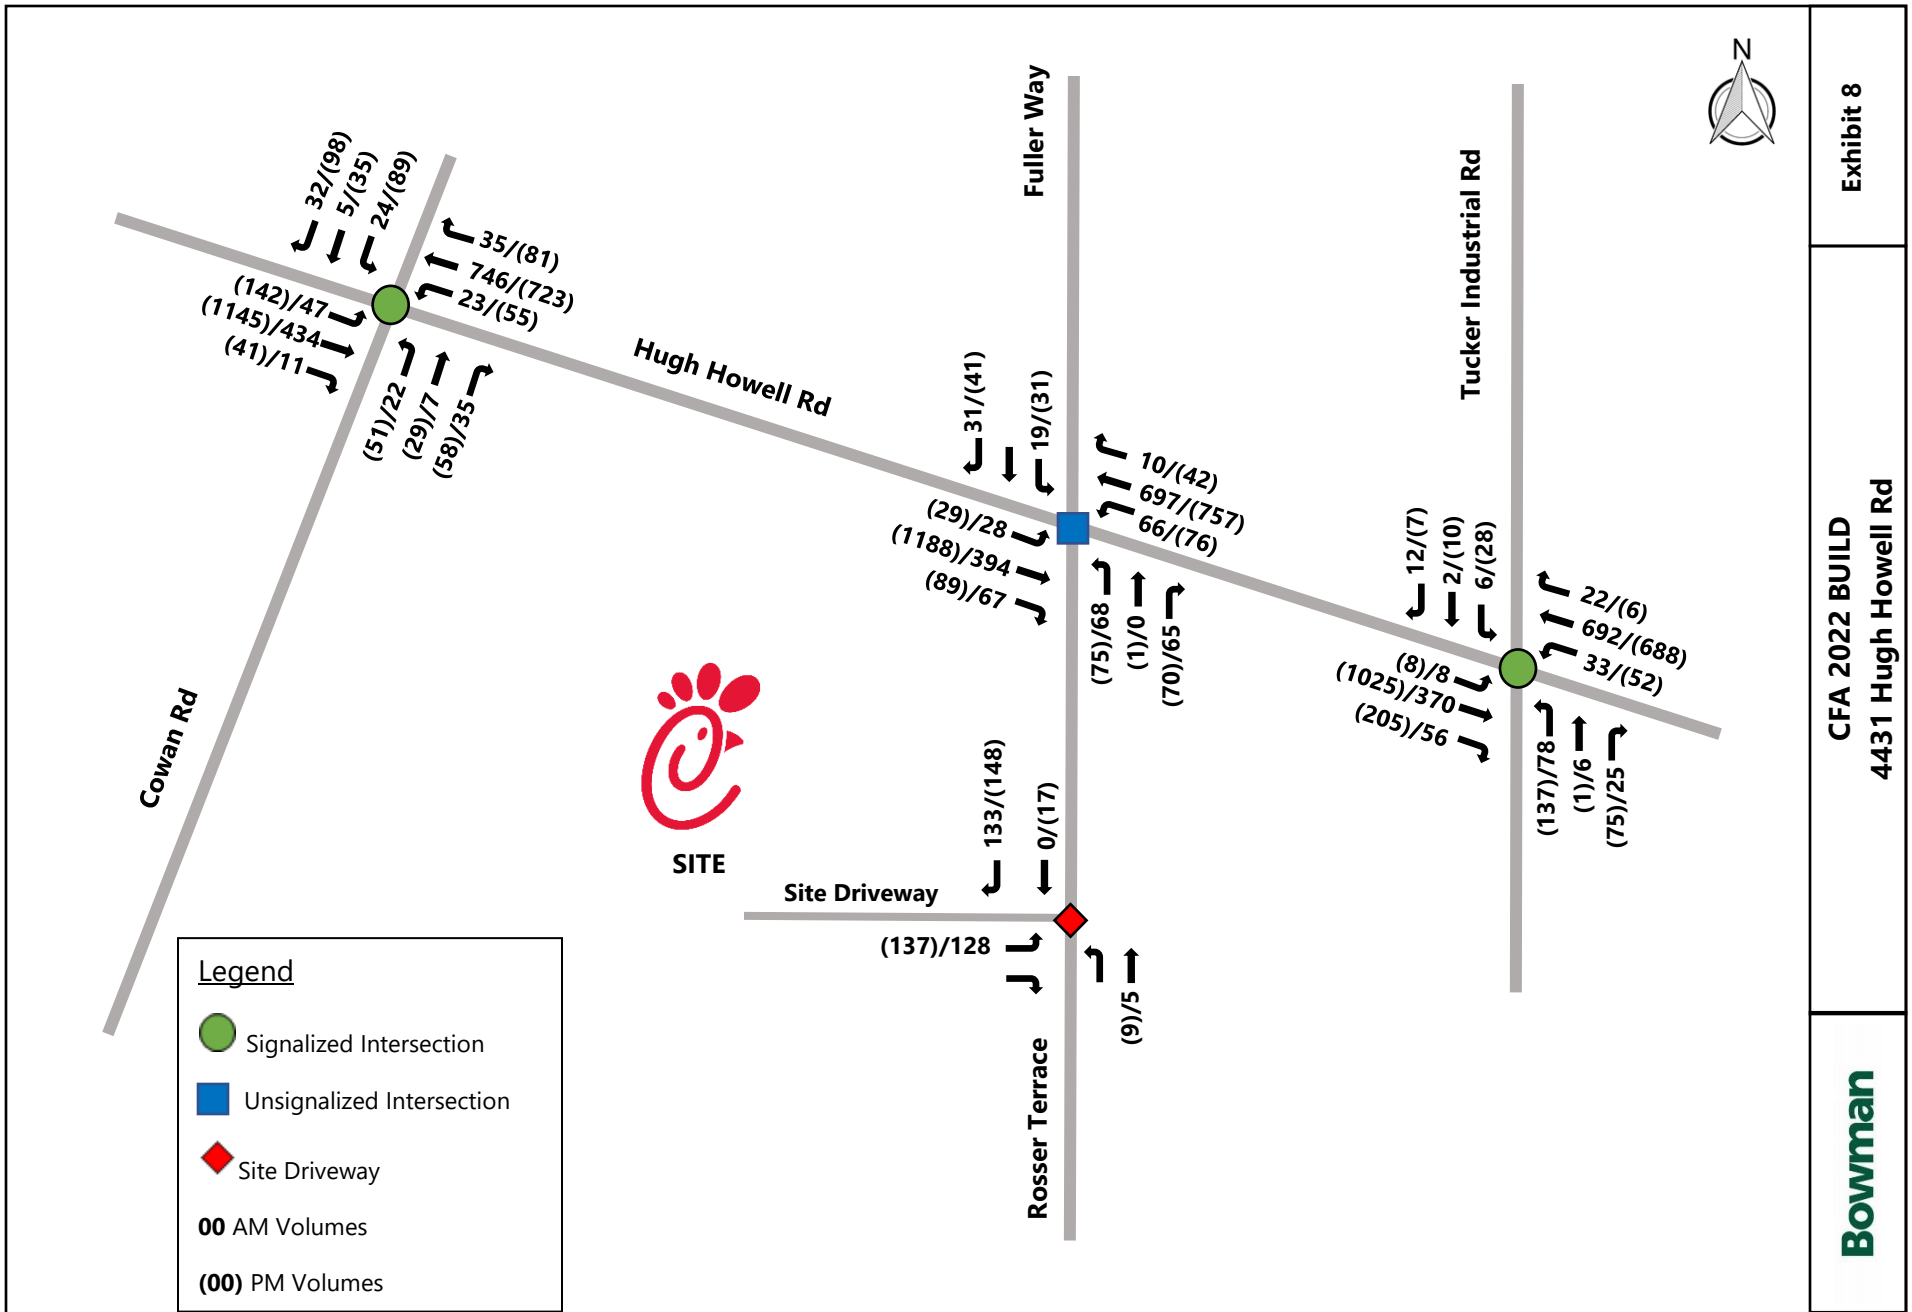 N
Fuller Way
Tucker Industrial Rd
32/(98)
5/(35)
24/(89)
35/(81)
746/(723)
23/(55)
(142)/47
(1145)/434
(41)/11
(51)/22
(29)/7
(58)/35
Hugh Howell Rd
31/(41)
19/(31)
10/(42)
697/(757)
66/(76)
(29)/28
(1188)/394
(89)/67
(75)/68
(1)/0
(70)/65
12/(7)
2/(10)
6/(28)
22/(6)
692/(688)
33/(52)
(8)/8
(1025)/370
(205)/56
(137)/78
(1)/6
(75)/25
Cowan Rd
SITE
133/(148)
0/(17)
Site Driveway
(137)/128
(9)/5
Rosser Terrace
Legend
Signalized Intersection
Unsignalized Intersection
Site Driveway
00 AM Volumes
(00) PM Volumes
Exhibit 8
CFA 2022 BUILD
4431 Hugh Howell Rd
Bowman